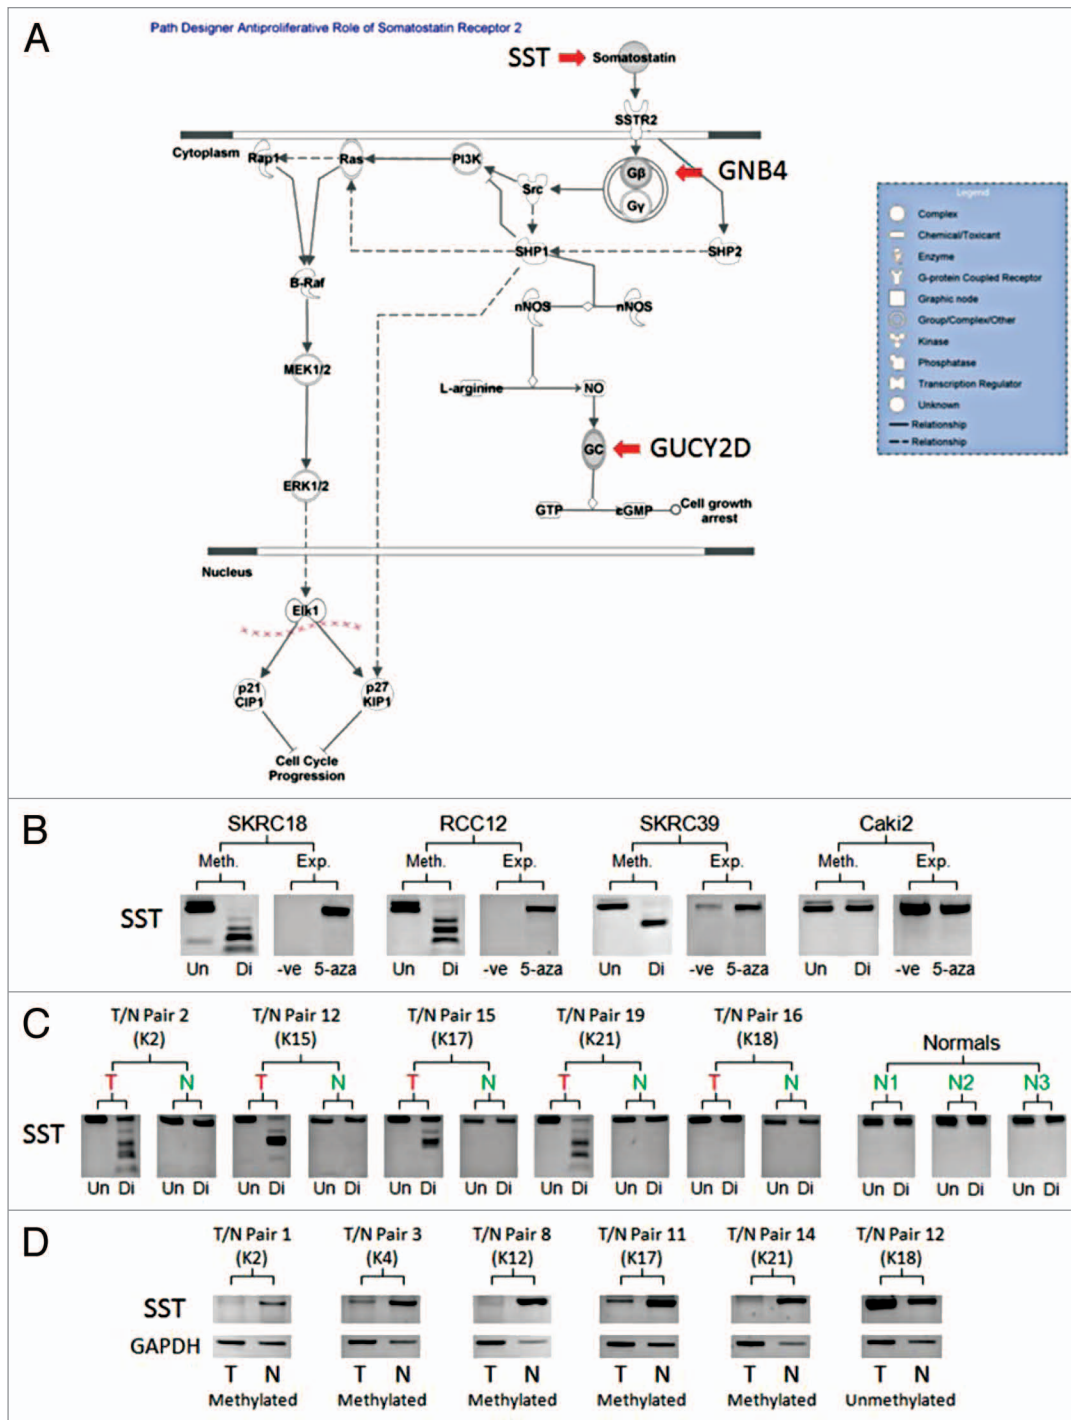 A
Path Designer Antiproliferative Role of Somatostatin Receptor 2
SST
Somatostatin
SSTR2
Cytoplasm
Rap1
Ras
PI3K
Src
Gβ
Gγ
GNB4
SHP1
SHP2
B-Raf
nNOS
nNOS
MEK1/2
L-arginine
NO
GC
GUCY2D
ERK1/2
GTP
cGMP
Cell growth
arrest
Nucleus
Elk1
p21
CIP1
p27
KIP1
Cell Cycle
Progression
Legend
Complex
Chemical/Toxicant
Enzyme
G-protein Coupled Receptor
Graphic node
Group/Complex/Other
Kinase
Phosphatase
Transcription Regulator
Unknown
Relationship
Relationship
B
SKRC18 RCC12 SKRC39 Caki2
Meth. Exp. Meth. Exp. Meth. Exp. Meth. Exp.
SST
Un Di -ve 5-aza Un Di -ve 5-aza Un Di -ve 5-aza Un Di -ve 5-aza
C
T/N Pair 2 T/N Pair 12 T/N Pair 15 T/N Pair 19 T/N Pair 16
(K2) (K15) (K17) (K21) (K18)
Normals
T N T N T N T N T N N1 N2 N3
SST
Un Di Un Di Un Di Un Di Un Di Un Di Un Di Un Di Un Di Un Di Un Di Un Di Un Di
D
T/N Pair 1 T/N Pair 3 T/N Pair 8 T/N Pair 11 T/N Pair 14 T/N Pair 12
(K2) (K4) (K12) (K17) (K21) (K18)
SST
GAPDH
T N T N T N T N T N T N
Methylated Methylated Methylated Methylated Methylated Unmethylated